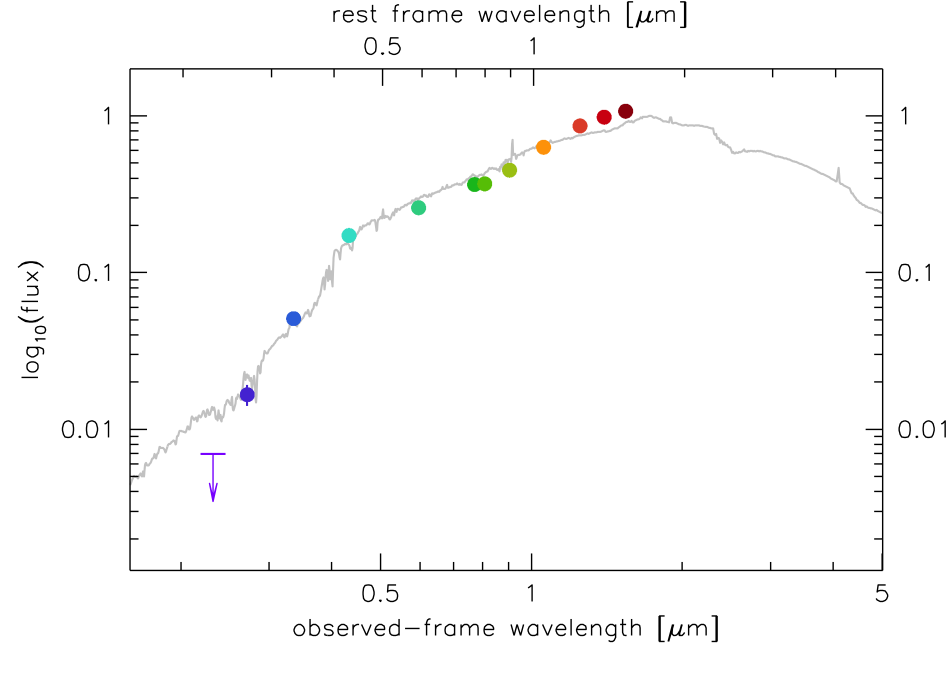 rest frame wavelength [μm]
0.5 1
1 1
0.1 0.1
0.01 0.01
log10(flux)
0.5 1 5
observed-frame wavelength [μm]